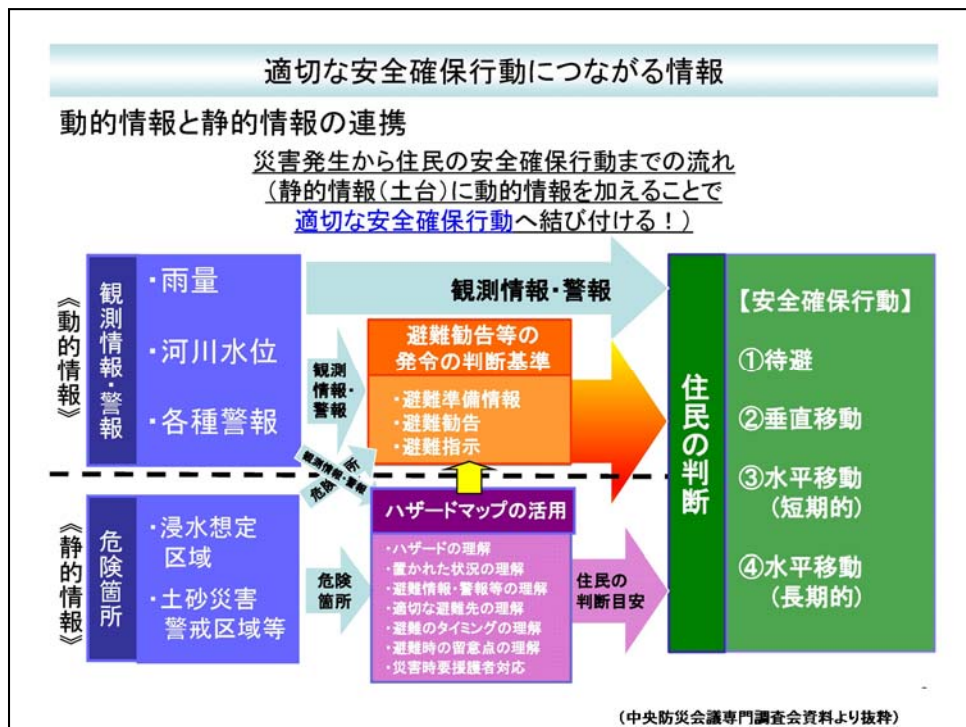 適切な安全確保行動につながる情報
動的情報と静的情報の連携
災害発生から住民の安全確保行動までの流れ
(静的情報(土台)に動的情報を加えることで
適切な安全確保行動へ結び付ける!)
《動的情報》
観測情報・警報
・雨量
・河川水位
・各種警報
観測情報・警報
観測
情報・
警報
避難勧告等の
発令の判断基準
・避難準備情報
・避難勧告
・避難指示
観測情報・警報
危険箇所
《静的情報》
危険箇所
・浸水想定
区域
・土砂災害
警戒区域等
危険
箇所
ハザードマップの活用
・ハザードの理解
・置かれた状況の理解
・避難情報・警報等の理解
・適切な避難先の理解
・避難のタイミングの理解
・避難時の留意点の理解
・災害時要援護者対応
住民の
判断目安
住民の判断
【安全確保行動】
①待避
②垂直移動
③水平移動
(短期的)
④水平移動
(長期的)
(中央防災会議専門調査会資料より抜粋)